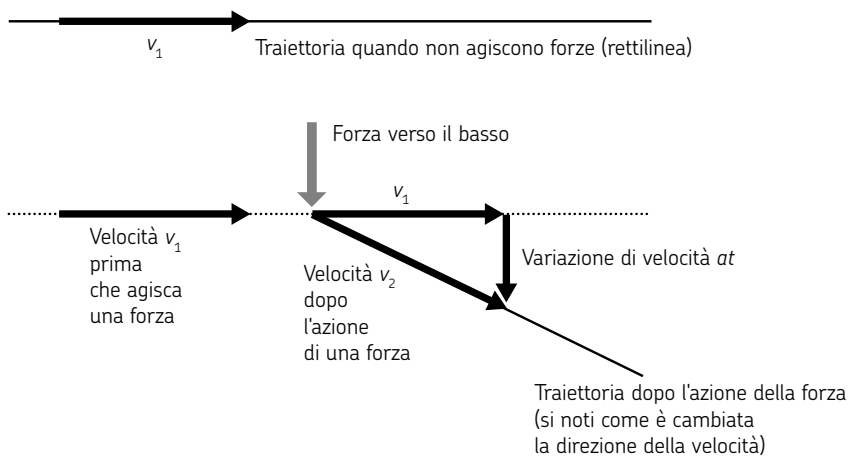 v1
Traiettoria quando non agiscono forze (rettilinea)
Forza verso il basso
v1
Velocità v1
prima
che agisca
una forza
Velocità v2
dopo
l'azione
di una forza
Variazione di velocità at
Traiettoria dopo l'azione della forza
(si noti come è cambiata
la direzione della velocità)